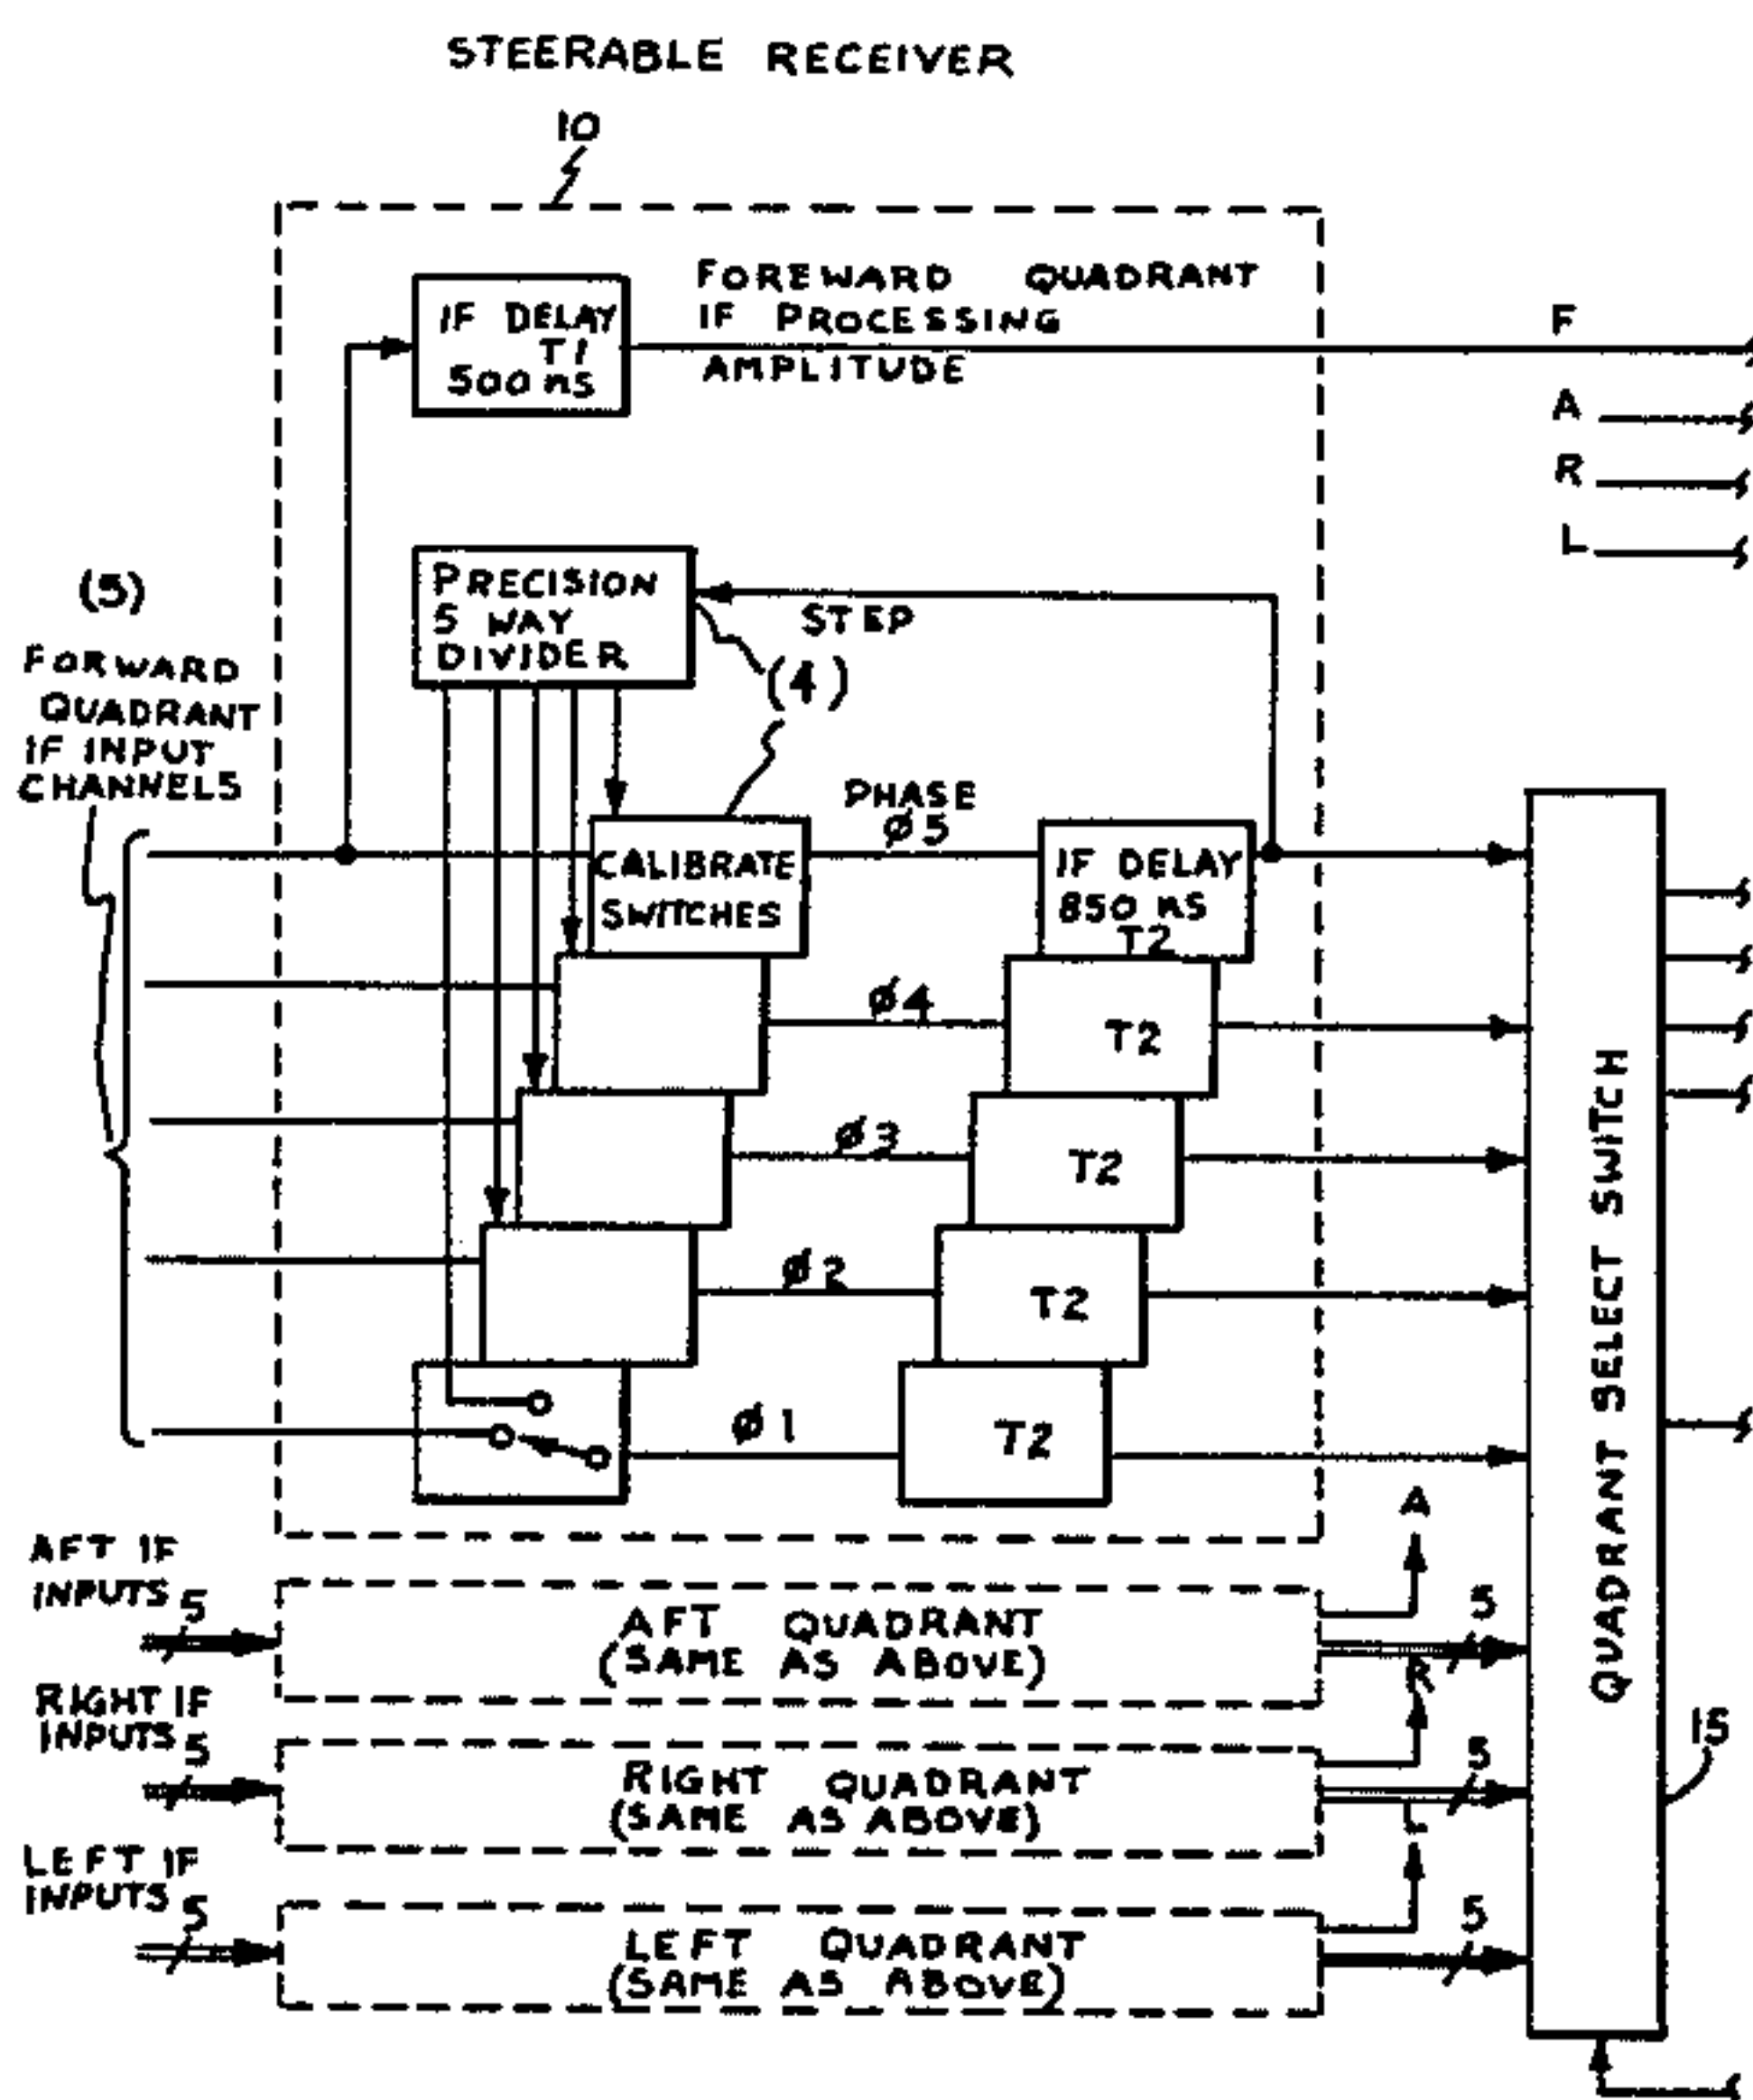 STEERABLE RECEIVER
10
IF DELAY
T1
500 ns
FOREWARD QUADRANT
IF PROCESSING
AMPLITUDE
F
A
R
L
(5)
FORWARD
QUADRANT
IF INPUT
CHANNELS
PRECISION
5 WAY
DIVIDER
STEP
(4)
CALIBRATE
SWITCHES
PHASE
Ø5
IF DELAY
850 ns
T2
Ø4
T2
Ø3
T2
Ø2
T2
Ø1
T2
QUADRANT SELECT SWITCH
15
AFT IF
INPUTS
5
AFT QUADRANT
(SAME AS ABOVE)
A
5
RIGHT IF
INPUTS
5
RIGHT QUADRANT
(SAME AS ABOVE)
R
5
LEFT IF
INPUTS
5
LEFT QUADRANT
(SAME AS ABOVE)
L
5